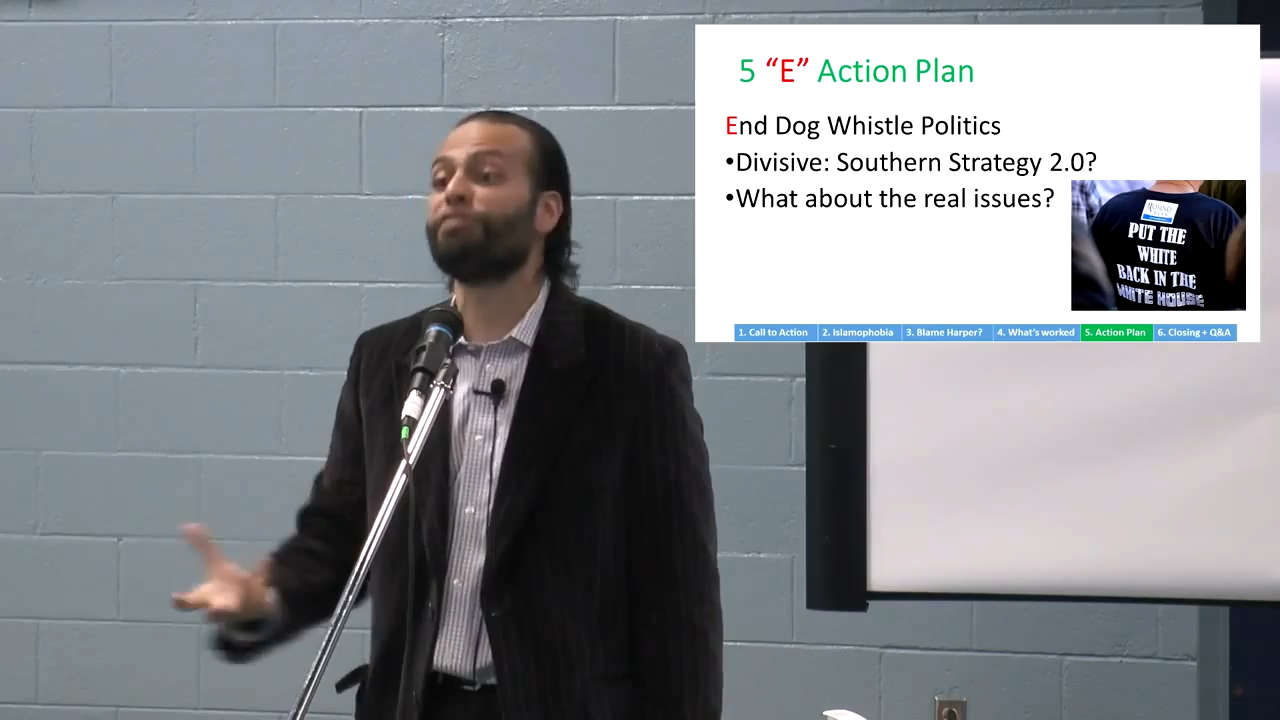 5 “E” Action Plan
End Dog Whistle Politics
•Divisive: Southern Strategy 2.0?
•What about the real issues?
PUT THE
WHITE
BACK IN THE
WHITE HOUSE
1. Call to Action 2. Islamophobia 3. Blame Harper? 4. What's worked 5. Action Plan 6. Closing + Q&A